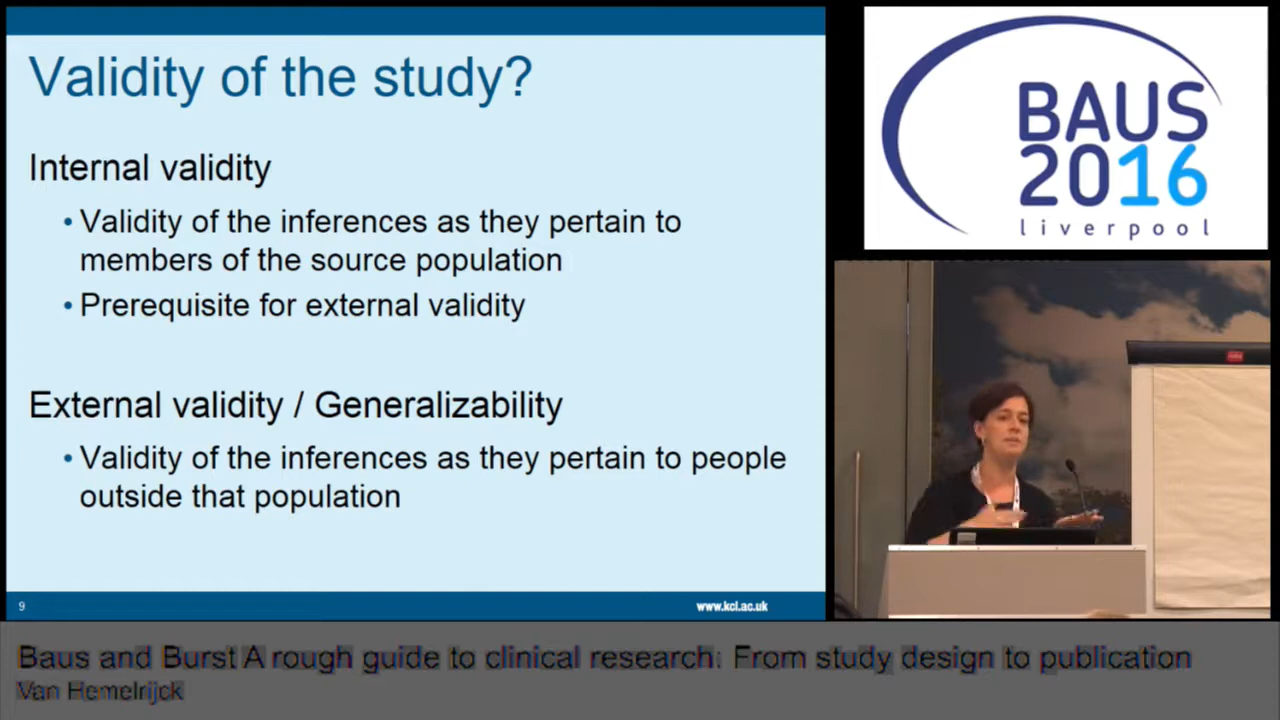 Validity of the study?
Internal validity
• Validity of the inferences as they pertain to
members of the source population
• Prerequisite for external validity
External validity / Generalizability
• Validity of the inferences as they pertain to people
outside that population
9
www.kcl.ac.uk
BAUS
2016
liverpool
Baus and Burst A rough guide to clinical research: From study design to publication
Van Hemelrijck